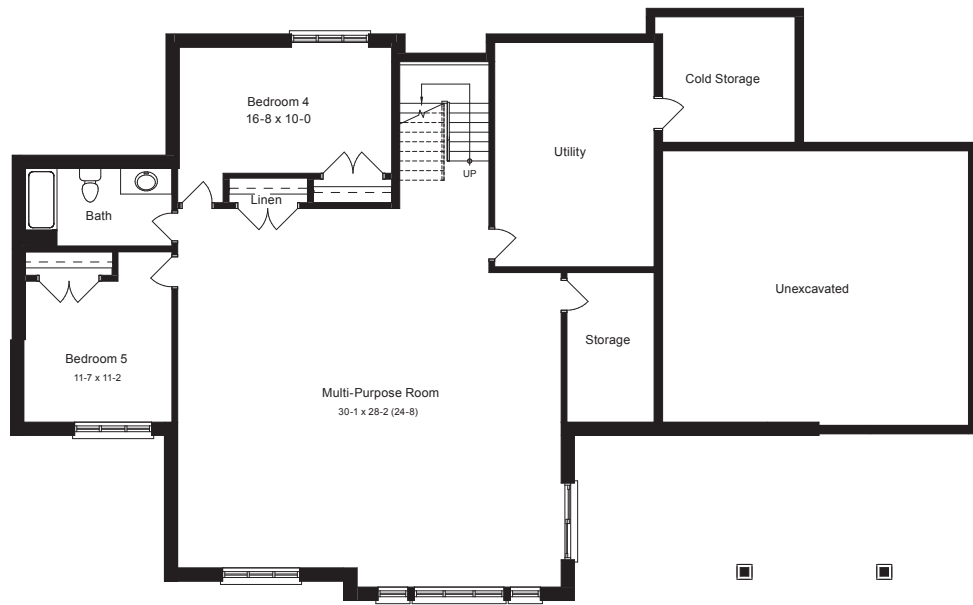 Cold Storage
Bedroom 4
16-8 x 10-0
Utility
UP
Linen
Bath
Unexcavated
Storage
Bedroom 5
11-7 x 11-2
Multi-Purpose Room
30-1 x 28-2 (24-8)